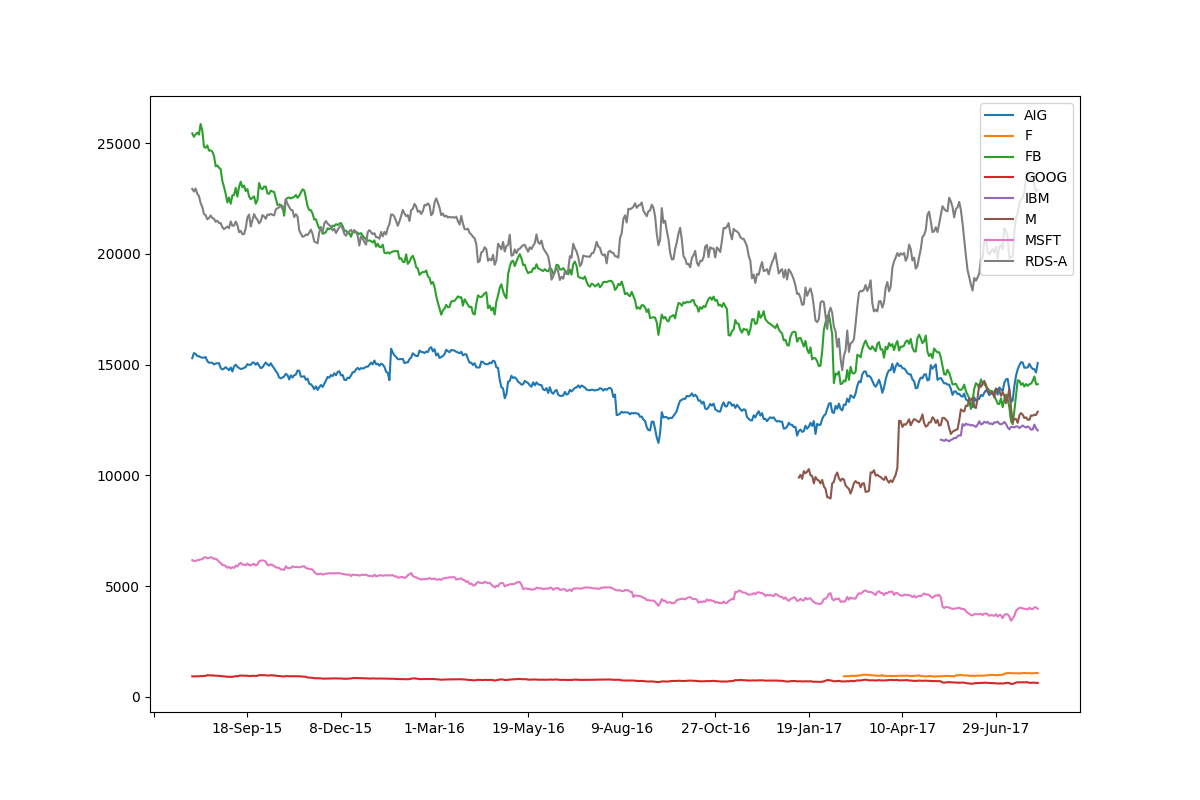 25000
20000
15000
10000
5000
0
18-Sep-15
8-Dec-15
1-Mar-16
19-May-16
9-Aug-16
27-Oct-16
19-Jan-17
10-Apr-17
29-Jun-17
AIG
F
FB
GOOG
IBM
M
MSFT
RDS-A